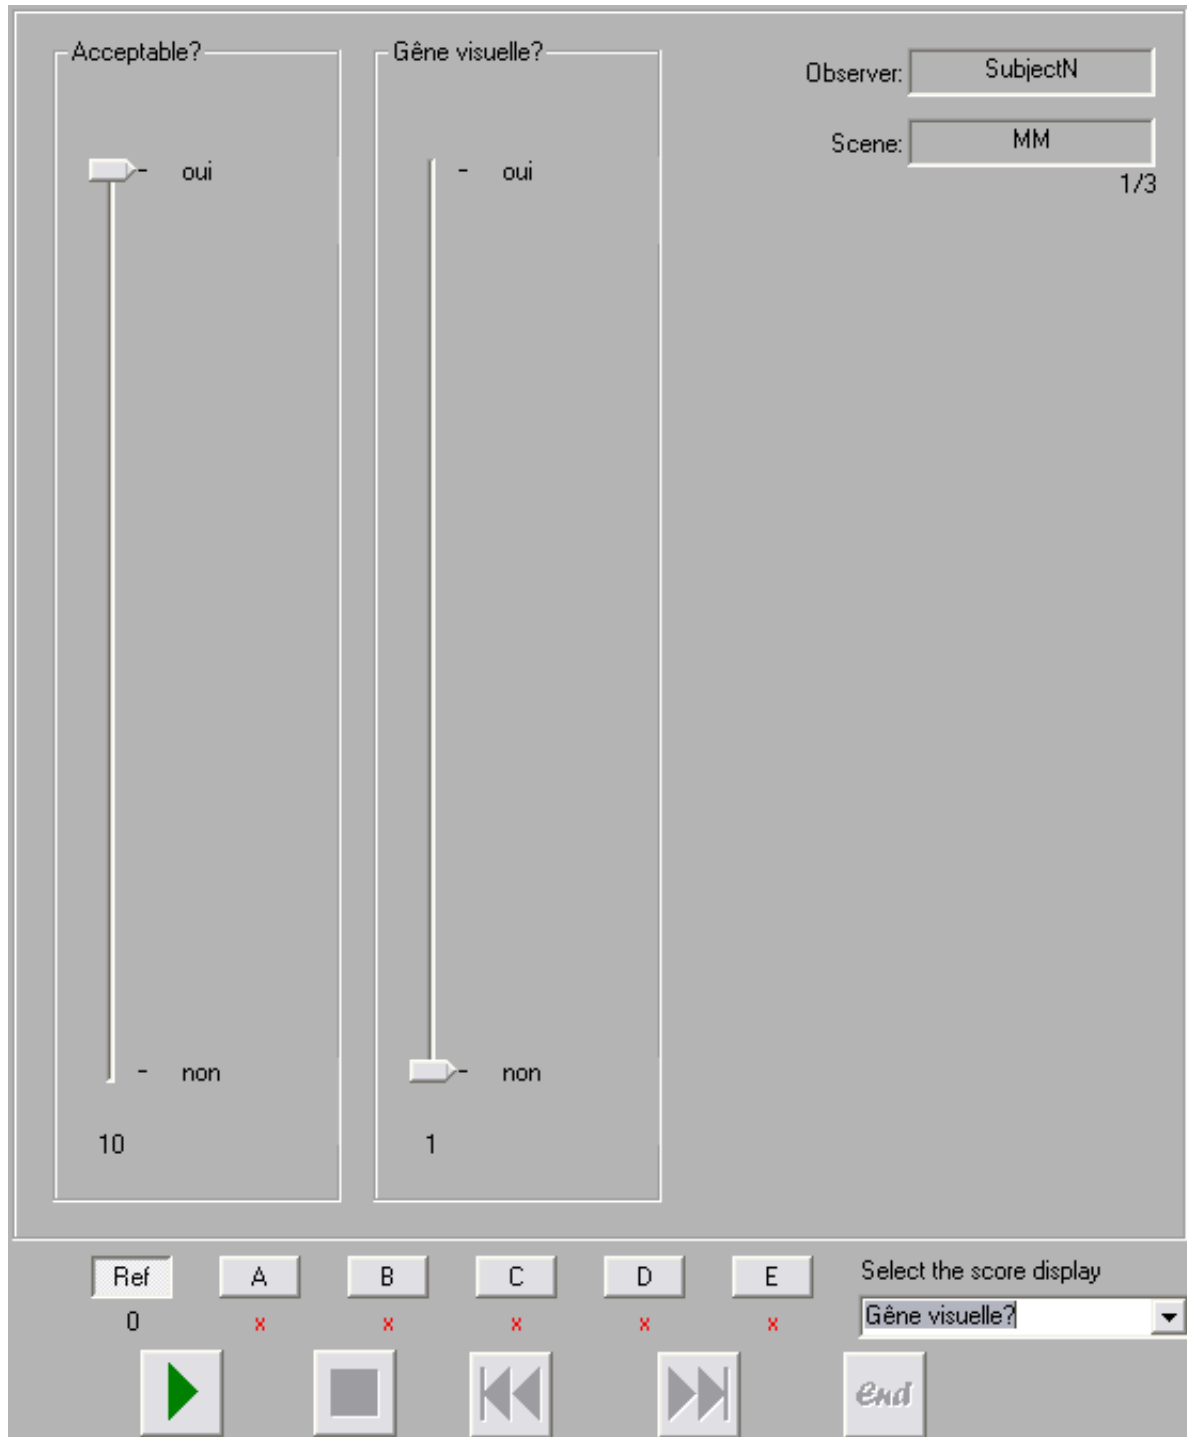 Acceptable?
Gêne visuelle?
Observer: SubjectN
Scene: MM
1/3
- oui
- oui
- non
- non
10
1
Ref A B C D E
0 x x x x x
Select the score display
Gêne visuelle?
end